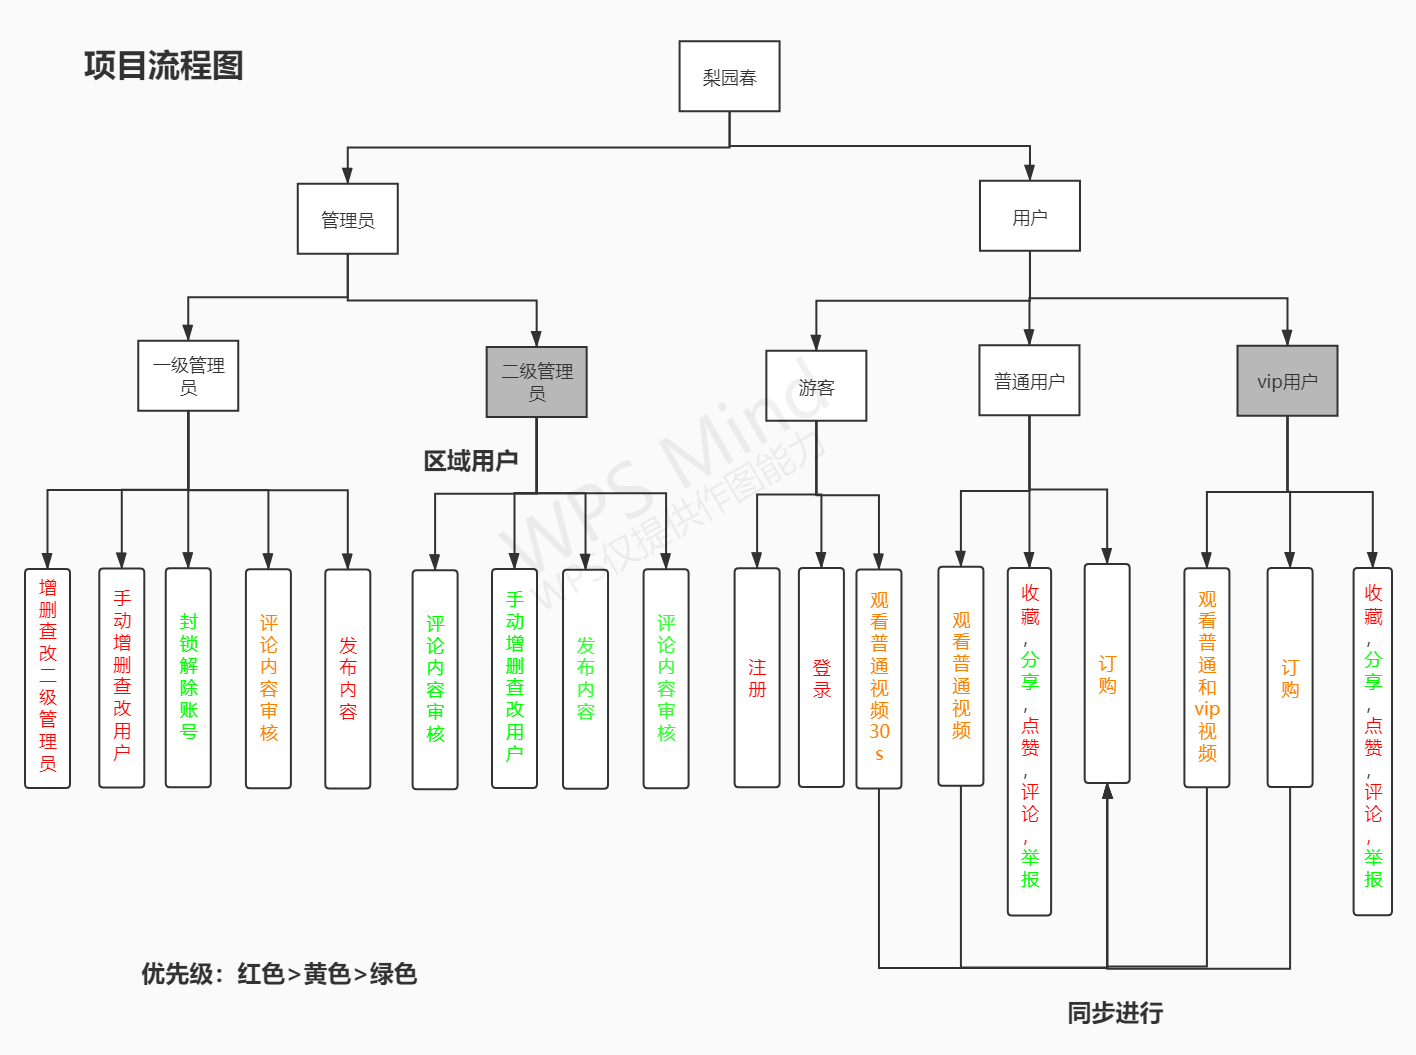 项目流程图
梨园春
管理员
用户
一级管理
员
二级管理
员
游客
普通用户
vip用户
区域用户
增删查改二级管理员
手动增删查改用户
封锁解除账号
评论内容审核
发布内容
评论内容审核
手动增删查改用户
发布内容
评论内容审核
注册
登录
观看普通视频30s
观看普通视频
收藏,分享,点赞,评论,举报
订购
观看普通和vip视频
订购
收藏,分享,点赞,评论,举报
WPS Mind
WPS仅提供作图能力
优先级：红色>黄色>绿色
同步进行